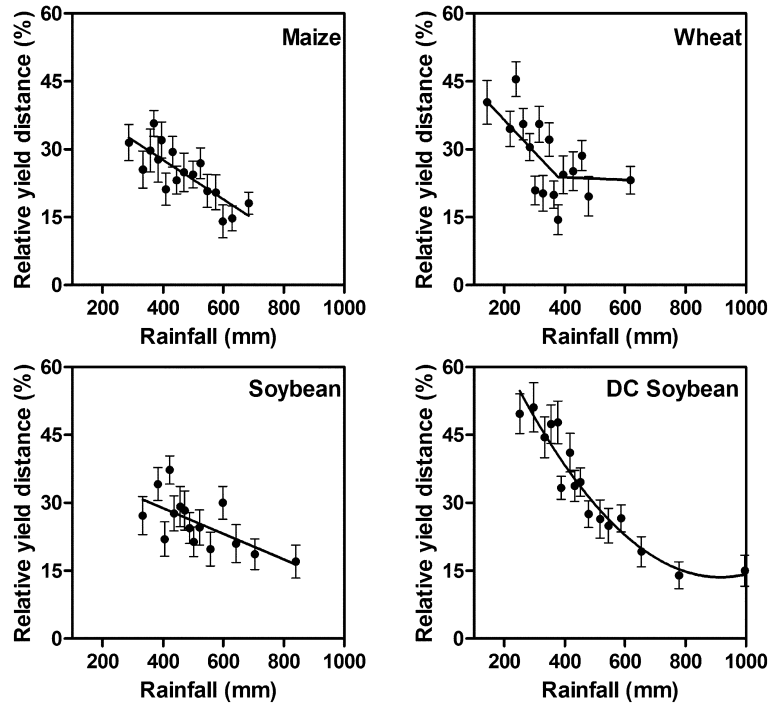 Maize
Relative yield distance (%)
60
45
30
15
0
200 400 600 800 1000
Rainfall (mm)
Wheat
Relative yield distance (%)
60
45
30
15
0
200 400 600 800 1000
Rainfall (mm)
Soybean
Relative yield distance (%)
60
45
30
15
0
200 400 600 800 1000
Rainfall (mm)
DC Soybean
Relative yield distance (%)
60
45
30
15
0
200 400 600 800 1000
Rainfall (mm)